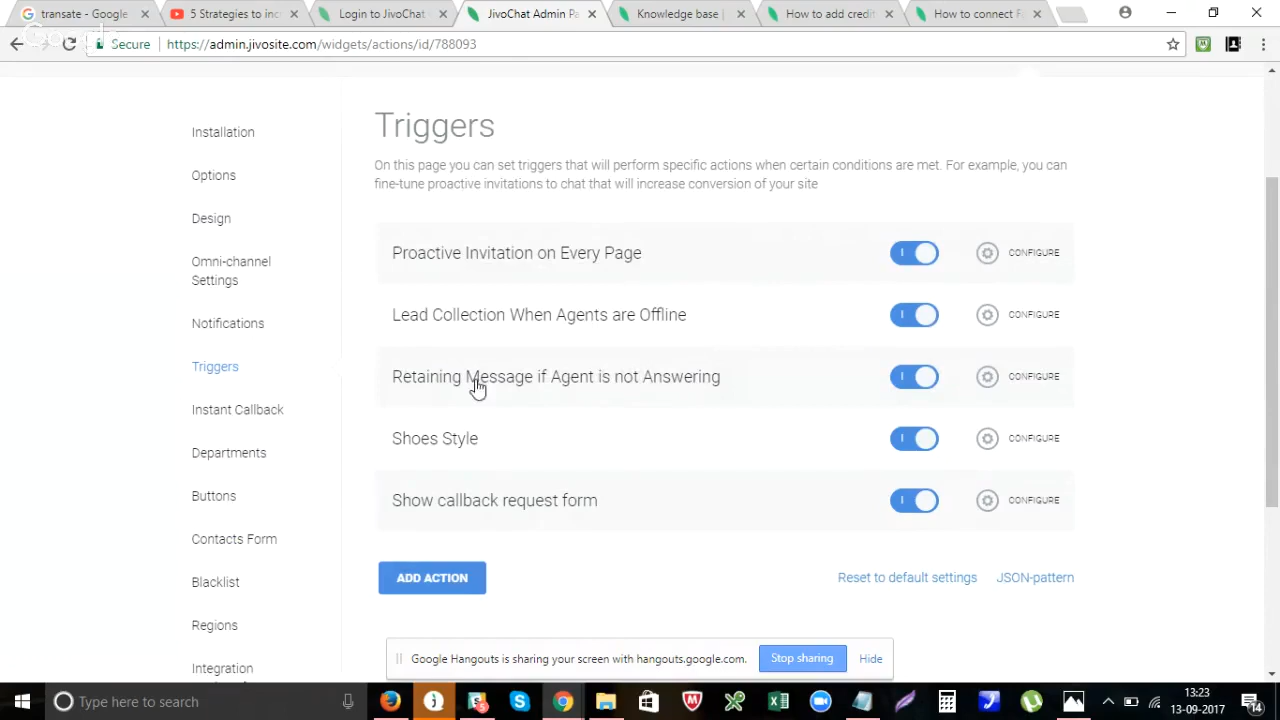 transate - Google
5 Strategies to inc
Login to JivoChat
JivoChat Admin Pa
Knowledge base |
How to add credit
How to connect F
Secure
https://admin.jivosite.com/widgets/actions/id/788093
Installation
Options
Design
Omni-channel
Settings
Notifications
Triggers
Instant Callback
Departments
Buttons
Contacts Form
Blacklist
Regions
Integration
Triggers
On this page you can set triggers that will perform specific actions when certain conditions are met. For example, you can
fine-tune proactive invitations to chat that will increase conversion of your site
Proactive Invitation on Every Page
CONFIGURE
Lead Collection When Agents are Offline
CONFIGURE
Retaining Message if Agent is not Answering
CONFIGURE
Shoes Style
CONFIGURE
Show callback request form
CONFIGURE
ADD ACTION
Reset to default settings
JSON-pattern
Google Hangouts is sharing your screen with hangouts.google.com.
Stop sharing
Hide
Type here to search
13:23
13-09-2017
14